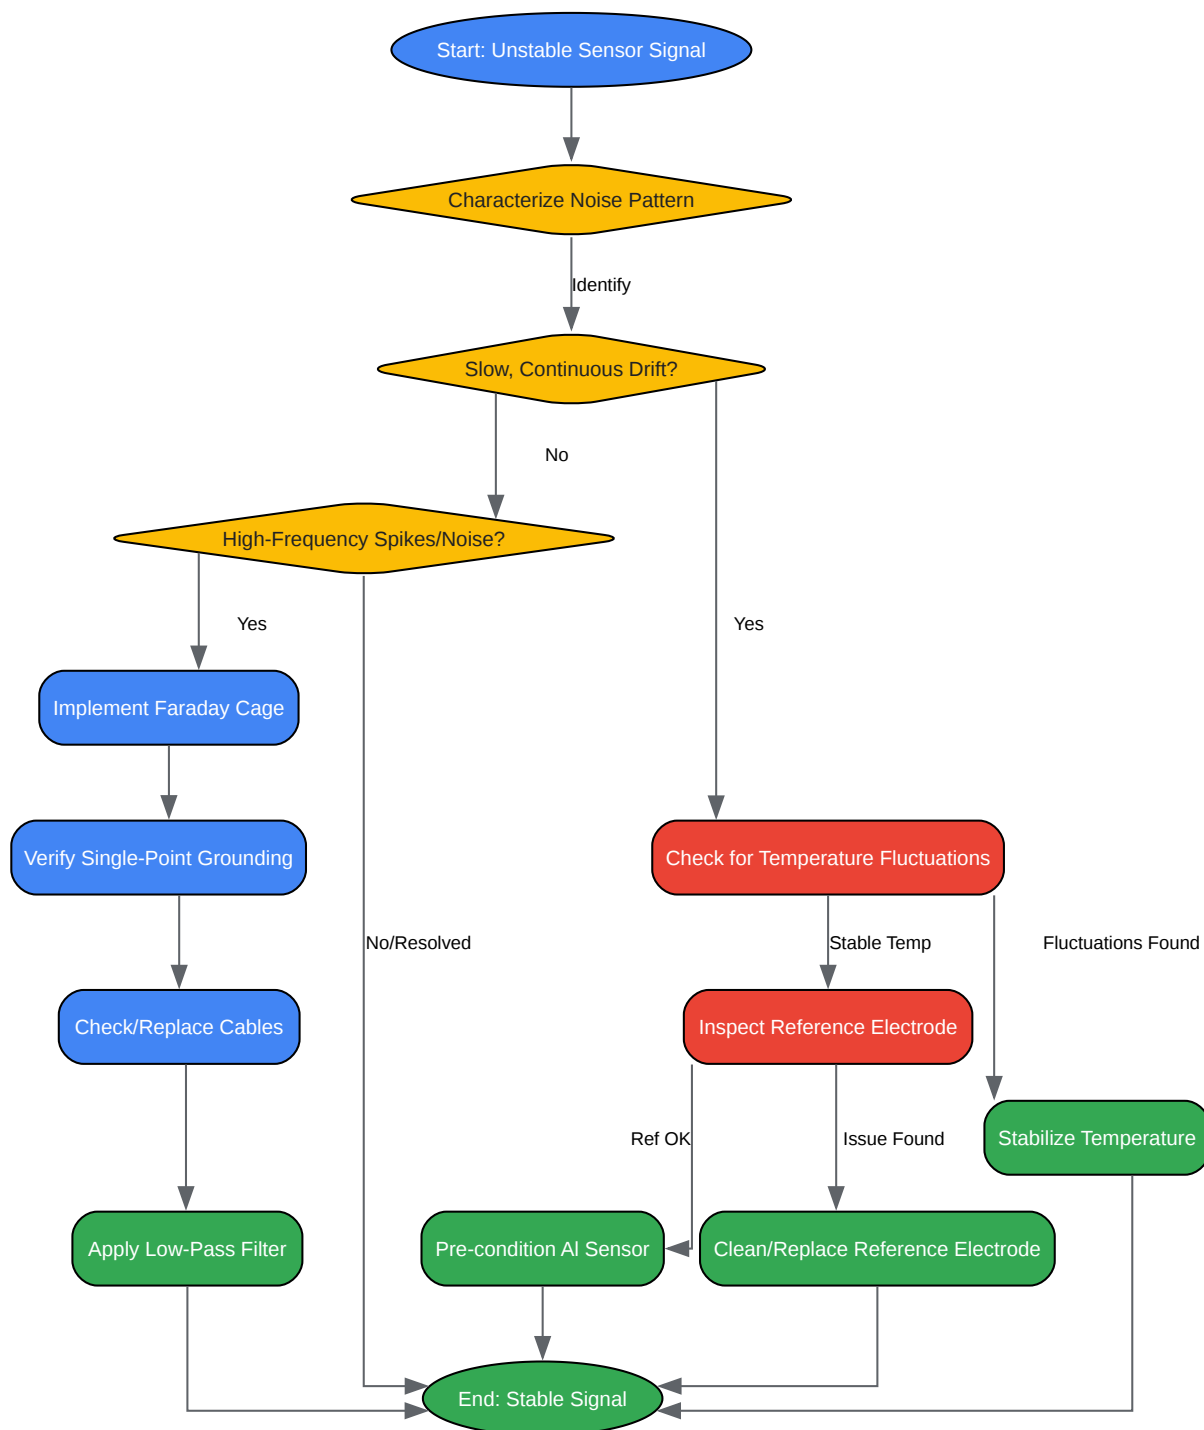 Start: Unstable Sensor Signal
Characterize Noise Pattern
Identify
Slow, Continuous Drift?
No
High-Frequency Spikes/Noise?
Yes
Yes
Implement Faraday Cage
Verify Single-Point Grounding
Check for Temperature Fluctuations
No/Resolved
Stable Temp
Fluctuations Found
Check/Replace Cables
Inspect Reference Electrode
Ref OK
Issue Found
Stabilize Temperature
Apply Low-Pass Filter
Pre-condition Al Sensor
Clean/Replace Reference Electrode
End: Stable Signal